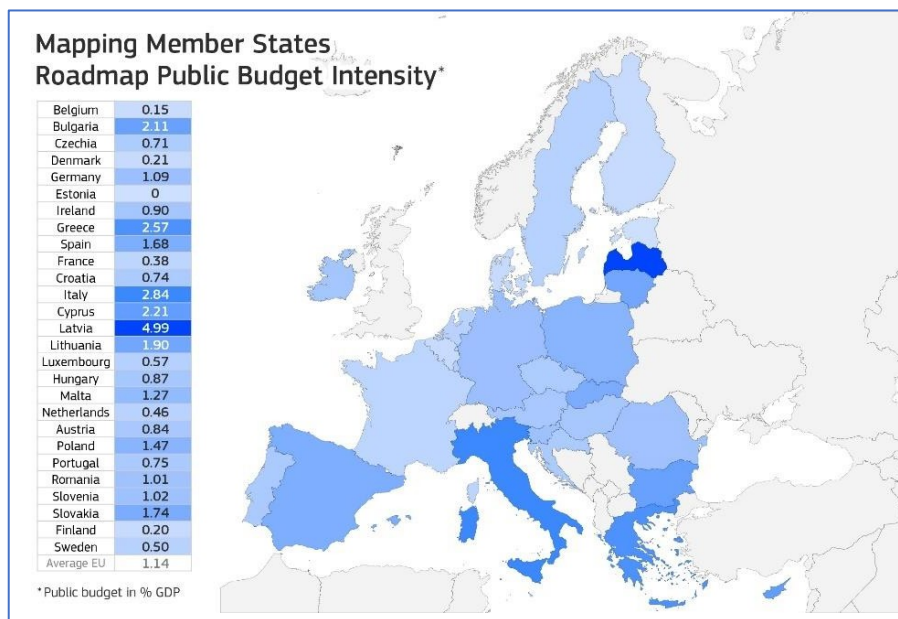 Mapping Member States
Roadmap Public Budget Intensity*
Belgium 0.15
Bulgaria 2.11
Czechia 0.71
Denmark 0.21
Germany 1.09
Estonia 0
Ireland 0.90
Greece 2.57
Spain 1.68
France 0.38
Croatia 0.74
Italy 2.84
Cyprus 2.21
Latvia 4.99
Lithuania 1.90
Luxembourg 0.57
Hungary 0.87
Malta 1.27
Netherlands 0.46
Austria 0.84
Poland 1.47
Portugal 0.75
Romania 1.01
Slovenia 1.02
Slovakia 1.74
Finland 0.20
Sweden 0.50
Average EU 1.14
*Public budget in % GDP